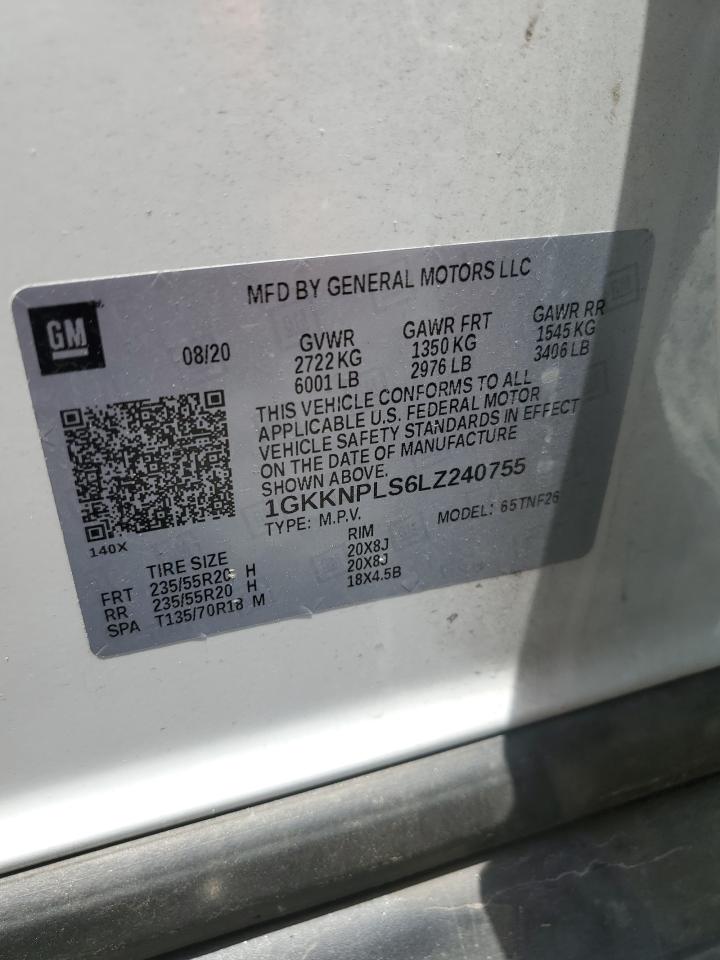 MFD BY GENERAL MOTORS LLC
GM
08/20
GVWR
2722 KG
6001 LB
GAWR FRT
1350 KG
2976 LB
GAWR RR
1545 KG
3406 LB
THIS VEHICLE CONFORMS TO ALL
APPLICABLE U.S. FEDERAL MOTOR
VEHICLE SAFETY STANDARDS IN EFFECT
ON THE DATE OF MANUFACTURE
SHOWN ABOVE.
1GKKNPLS6LZ240755
TYPE: M.P.V. MODEL: 65TNF26
140X
TIRE SIZE RIM
FRT 235/55R20 H 20X8J
RR 235/55R20 H 20X8J
SPA T135/70R18 M 18X4.5B